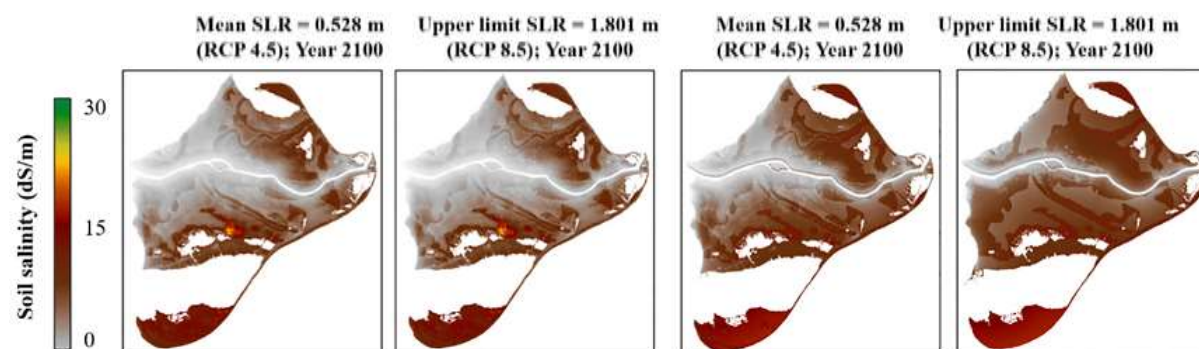 Mean SLR = 0.528 m
(RCP 4.5); Year 2100
Upper limit SLR = 1.801 m
(RCP 8.5); Year 2100
Mean SLR = 0.528 m
(RCP 4.5); Year 2100
Upper limit SLR = 1.801 m
(RCP 8.5); Year 2100
Soil salinity (dS/m)
30
15
0